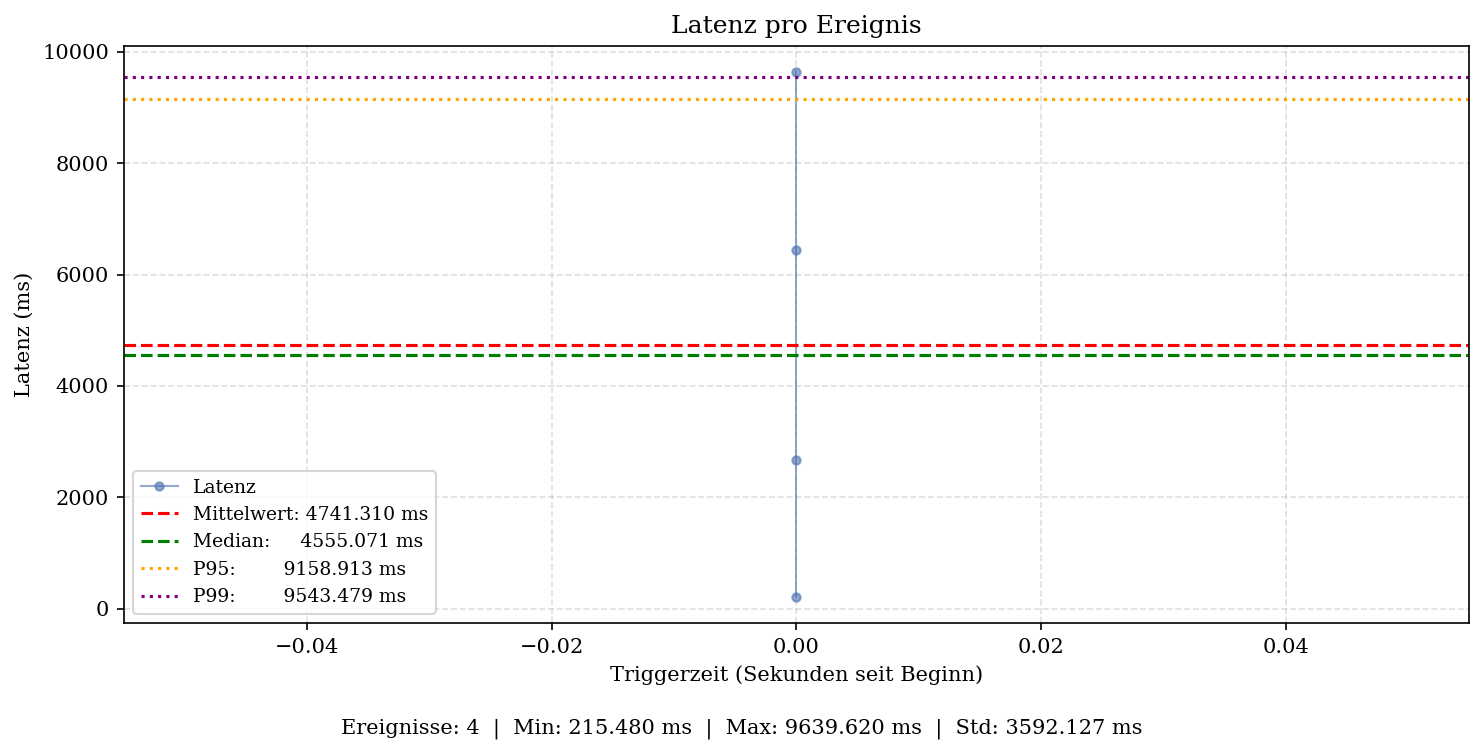 Latenz pro Ereignis
10000
8000
6000
4000
2000
0
Latenz (ms)
Latenz
Mittelwert: 4741.310 ms
Median: 4555.071 ms
P95: 9158.913 ms
P99: 9543.479 ms
−0.04 −0.02 0.00 0.02 0.04
Triggerzeit (Sekunden seit Beginn)
Ereignisse: 4 | Min: 215.480 ms | Max: 9639.620 ms | Std: 3592.127 ms